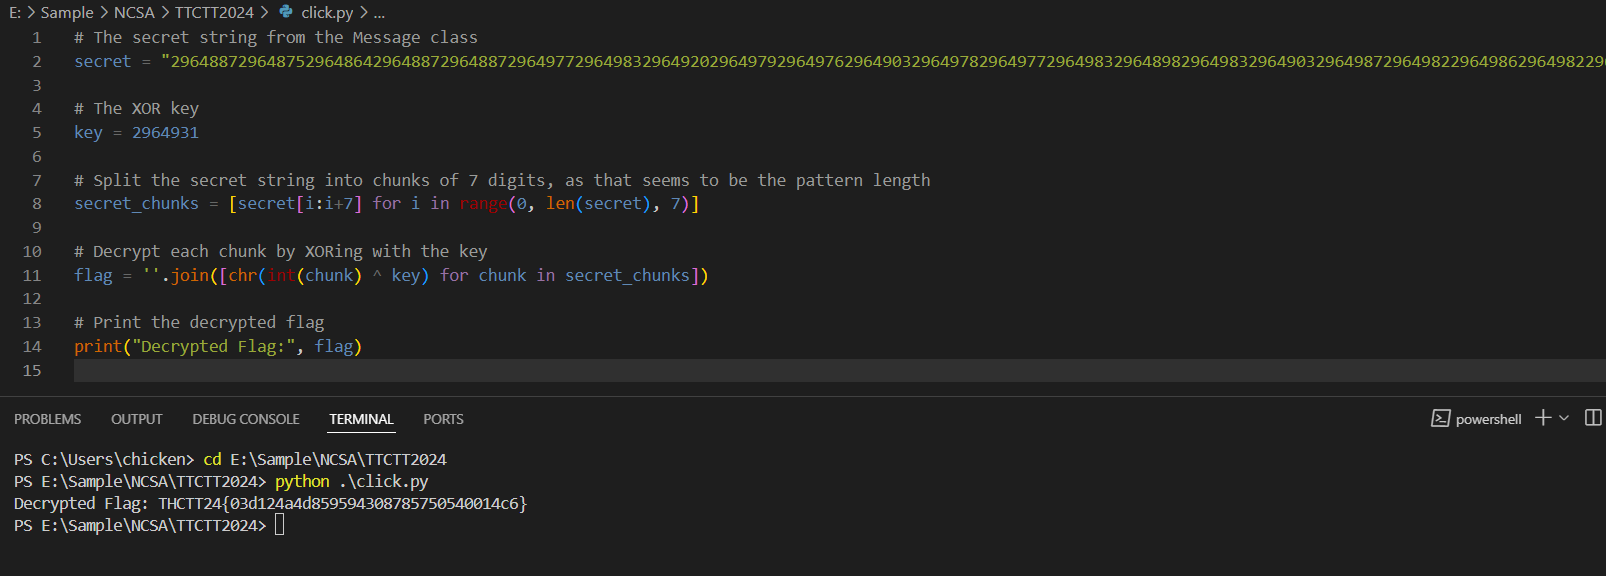 E: > Sample > NCSA > TTCTT2024 > click.py > ...
1 # The secret string from the Message class
2 secret = "296488729648752964864296488729648872964977296498329649202964979296497629649032964978296497729649832964898296498329649032964987296498229649862964982296
3
4 # The XOR key
5 key = 2964931
6
7 # Split the secret string into chunks of 7 digits, as that seems to be the pattern length
8 secret_chunks = [secret[i:i+7] for i in range(0, len(secret), 7)]
9
10 # Decrypt each chunk by XORing with the key
11 flag = ''.join([chr(int(chunk) ^ key) for chunk in secret_chunks])
12
13 # Print the decrypted flag
14 print("Decrypted Flag:", flag)
15
PROBLEMS OUTPUT DEBUG CONSOLE TERMINAL PORTS powershell
PS C:\Users\chicken> cd E:\Sample\NCSA\TTCTT2024
PS E:\Sample\NCSA\TTCTT2024> python .\click.py
Decrypted Flag: THCTT24{03d124a4d859594308785750540014c6}
PS E:\Sample\NCSA\TTCTT2024>